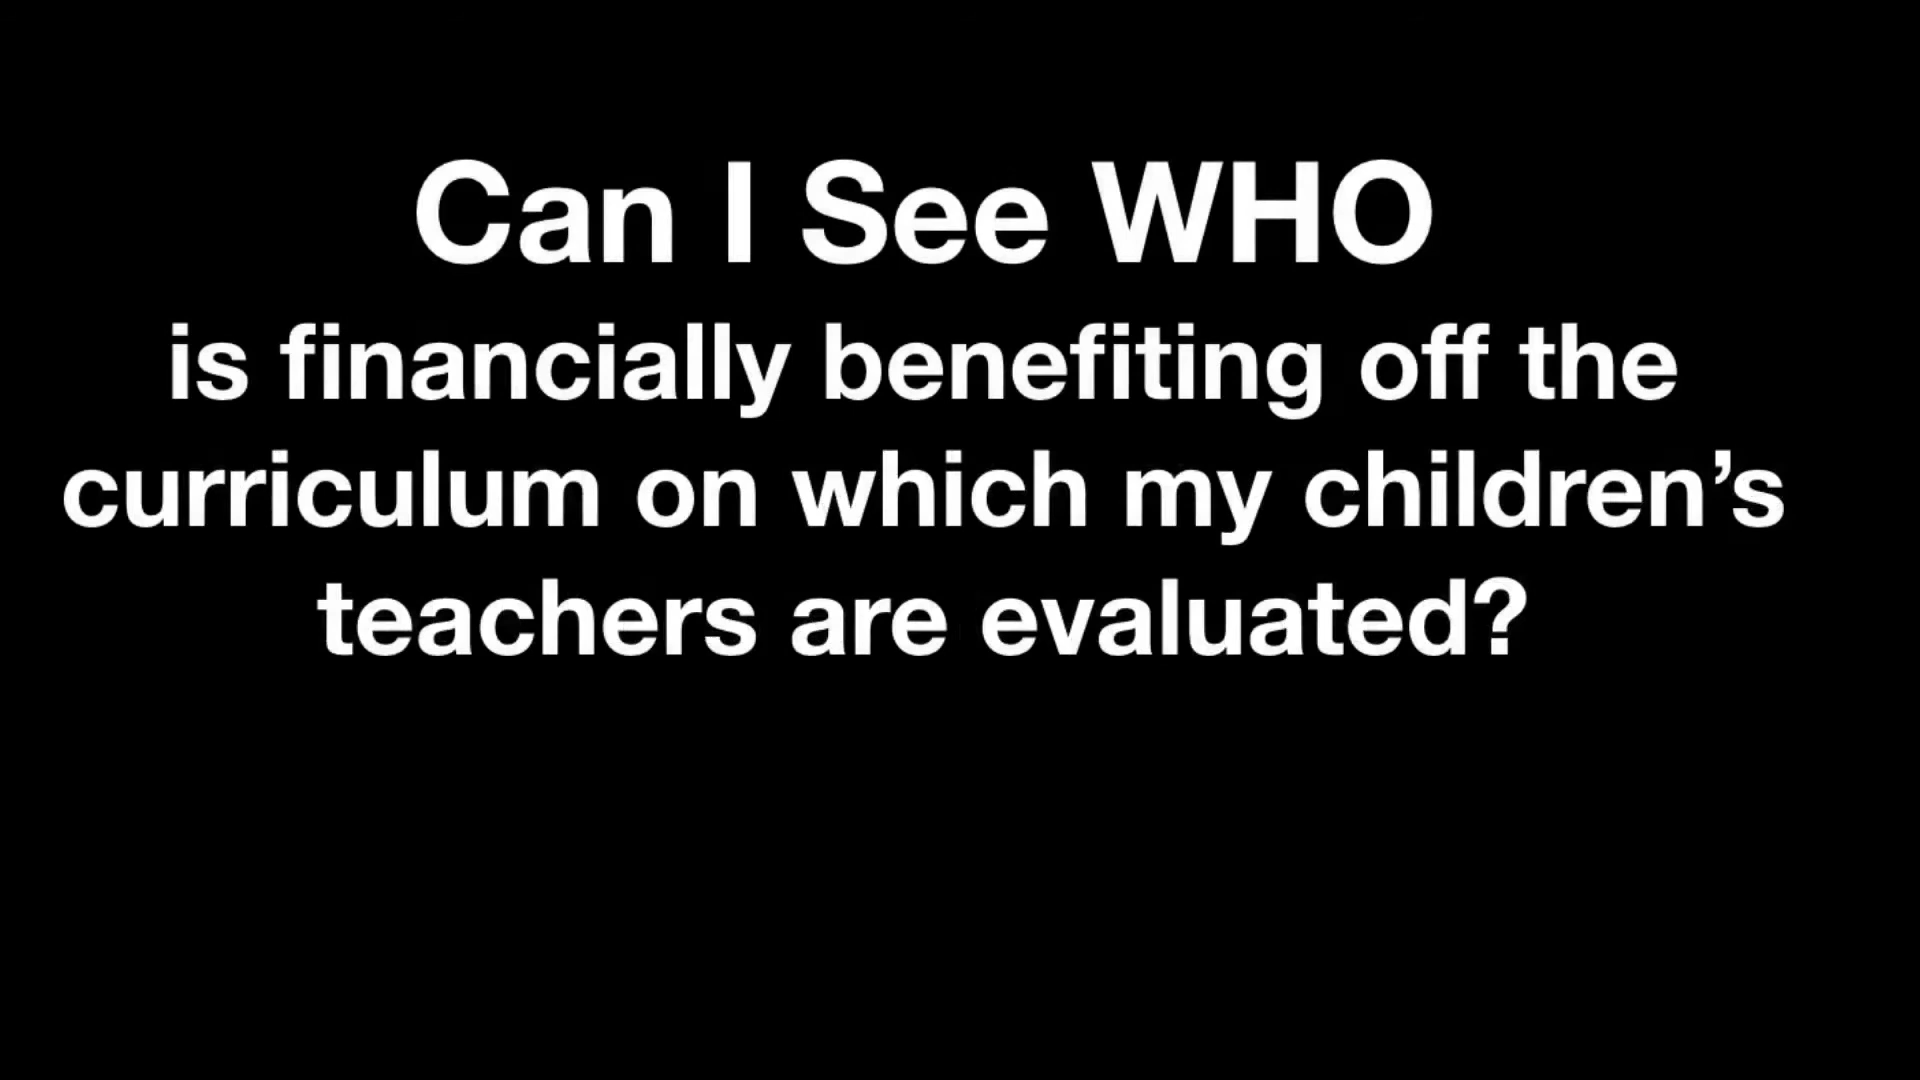 Can I See WHO
is financially benefiting off the
curriculum on which my children’s
teachers are evaluated?